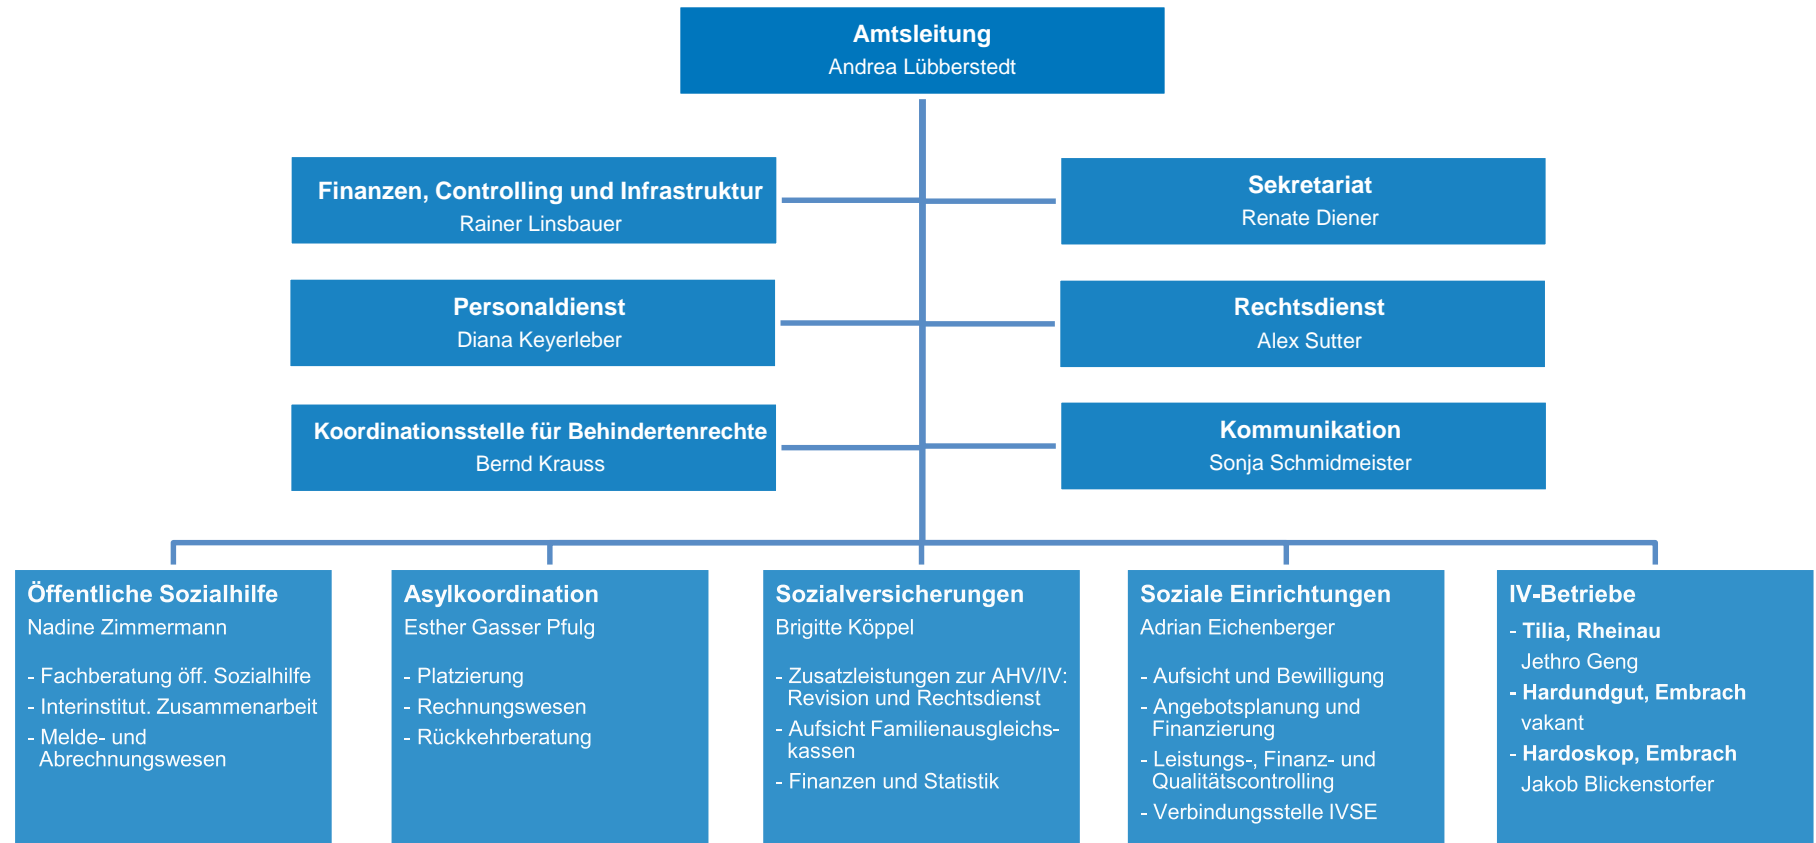 Amtsleitung
Andrea Lübberstedt
Finanzen, Controlling und Infrastruktur
Rainer Linsbauer
Sekretariat
Renate Diener
Personaldienst
Diana Keyerleber
Rechtsdienst
Alex Sutter
Koordinationsstelle für Behindertenrechte
Bernd Krauss
Kommunikation
Sonja Schmidmeister
Öffentliche Sozialhilfe
Nadine Zimmermann
- Fachberatung öff. Sozialhilfe
- Interinstitut. Zusammenarbeit
- Melde- und
Abrechnungswesen
Asylkoordination
Esther Gasser Pfulg
- Platzierung
- Rechnungswesen
- Rückkehrberatung
Sozialversicherungen
Brigitte Köppel
- Zusatzleistungen zur AHV/IV:
Revision und Rechtsdienst
- Aufsicht Familienausgleichs-
kassen
- Finanzen und Statistik
Soziale Einrichtungen
Adrian Eichenberger
- Aufsicht und Bewilligung
- Angebotsplanung und
Finanzierung
- Leistungs-, Finanz- und
Qualitätscontrolling
- Verbindungsstelle IVSE
IV-Betriebe
- Tilia, Rheinau
Jethro Geng
- Hardundgut, Embrach
vakant
- Hardoskop, Embrach
Jakob Blickenstorfer